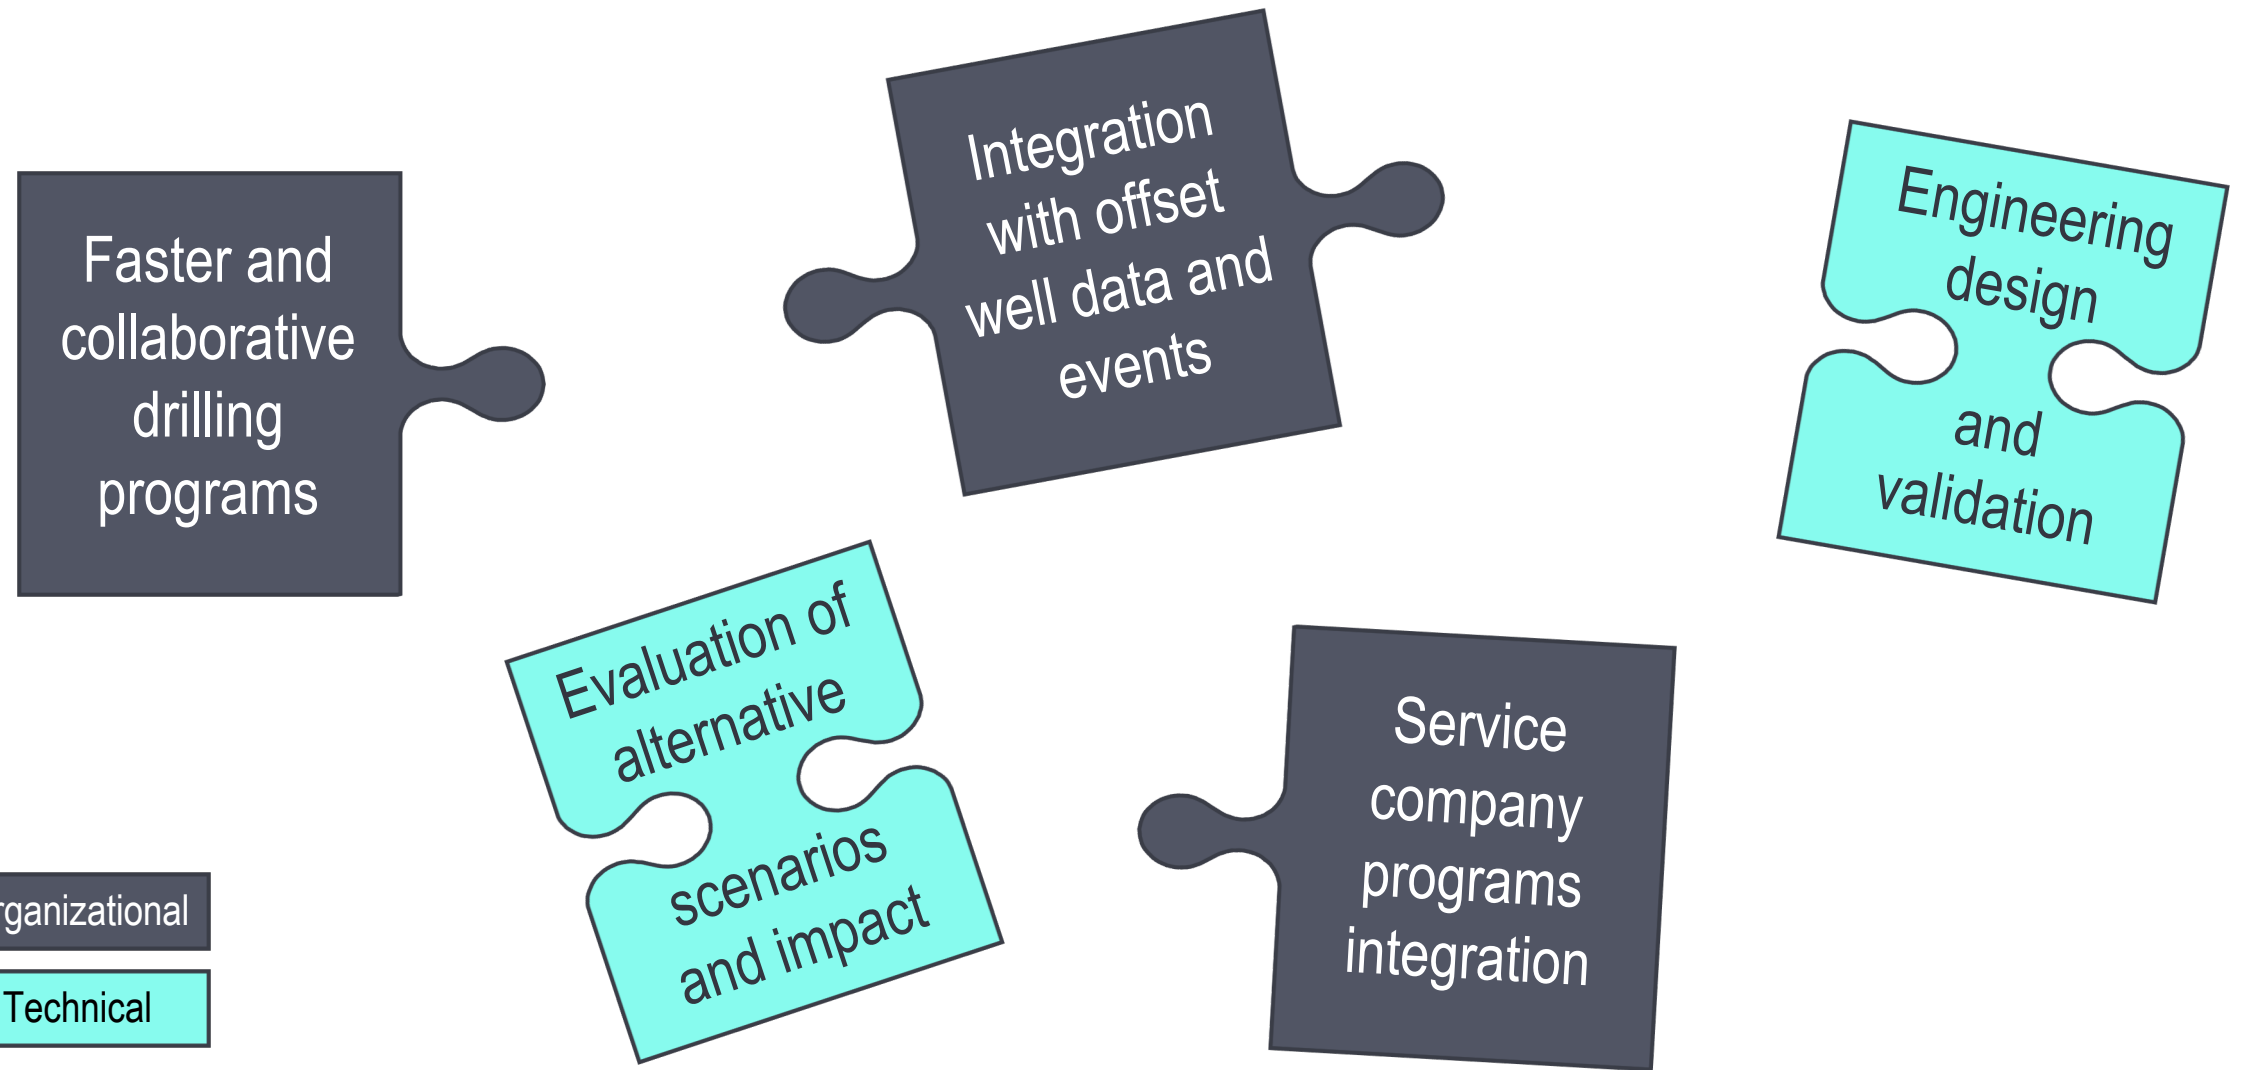 Faster and
collaborative
drilling
programs
Integration
with offset
well data and
events
Engineering
design
and
validation
Evaluation of
alternative
scenarios
and impact
Service
company
programs
integration
rganizational
Technical